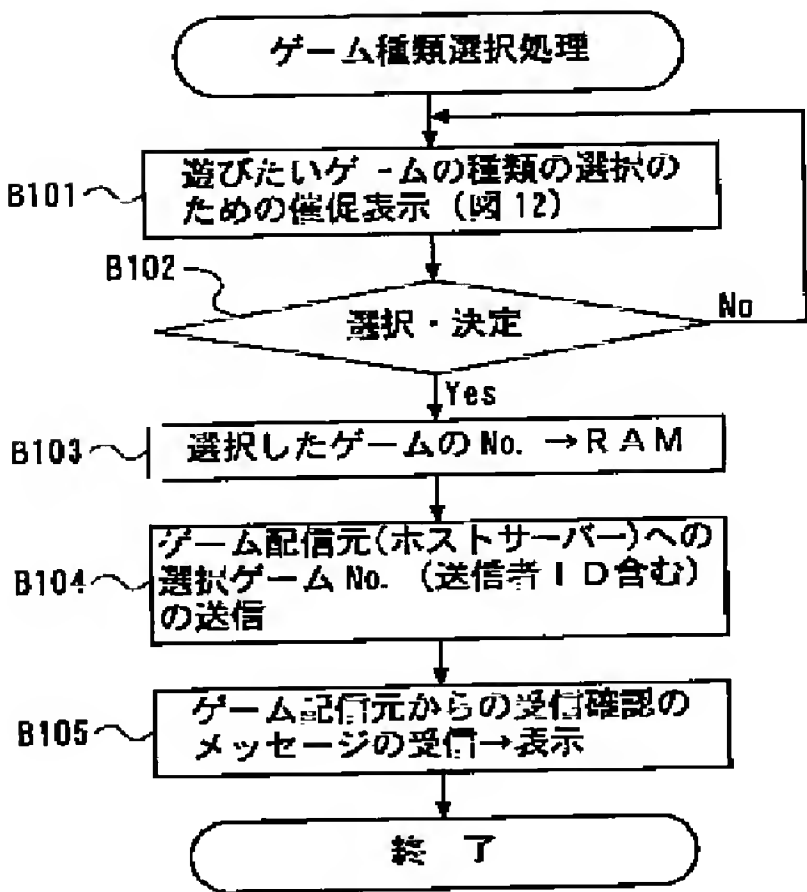 ゲーム種類選択処理
B101
遊びたいゲームの種類の選択の
ための催促表示(図12)
B102
選択・決定
No
Yes
B103
選択したゲームのNo.→RAM
ゲーム配信元(ホストサーバー)への
B104
選択ゲームNo.(送信者ID含む)
の送信
ゲーム配信元からの受信確認の
B105
メッセージの受信→表示
終了